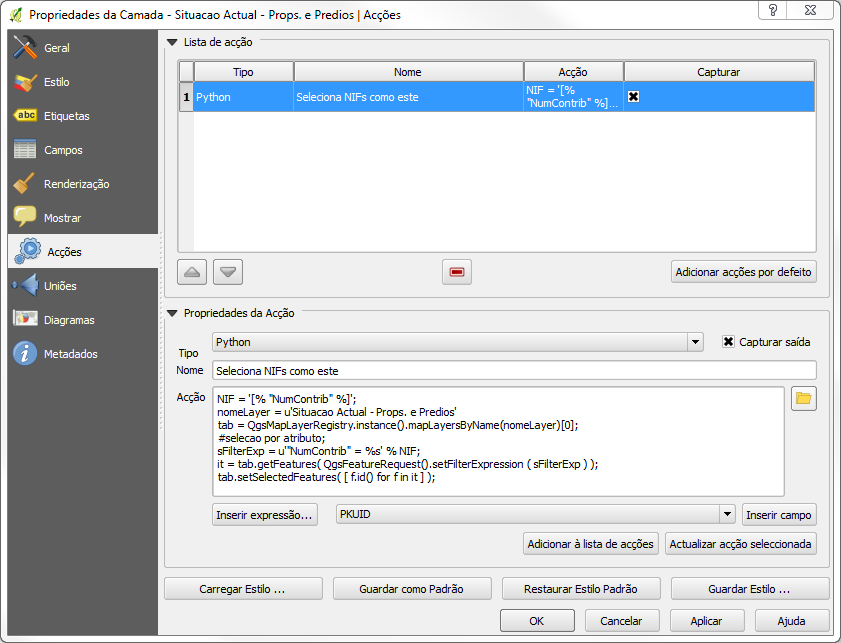 Propriedades da Camada - Situacao Actual - Props. e Predios | Acções
?
Geral
Estilo
abc Etiquetas
Campos
Renderização
Mostrar
Acções
Uniões
Diagramas
i Metadados
Lista de acção
Tipo Nome Acção Capturar
1 Python Seleciona NIFs como este NIF = '[%
"NumContrib" %]...
Adicionar acções por defeito
Propriedades da Acção
Tipo Python Capturar saída
Nome Seleciona NIFs como este
Acção
NIF = '[% "NumContrib" %]';
nomeLayer = u'Situacao Actual - Props. e Predios'
tab = QgsMapLayerRegistry.instance().mapLayersByName(nomeLayer)[0];
#selecao por atributo;
sFilterExp = u'"NumContrib" = %s' % NIF;
it = tab.getFeatures( QgsFeatureRequest().setFilterExpression ( sFilterExp ) );
tab.setSelectedFeatures( [ f.id() for f in it ] );
Inserir expressão... PKUID Inserir campo
Adicionar à lista de acções Actualizar acção seleccionada
Carregar Estilo ... Guardar como Padrão Restaurar Estilo Padrão Guardar Estilo ...
OK Cancelar Aplicar Ajuda